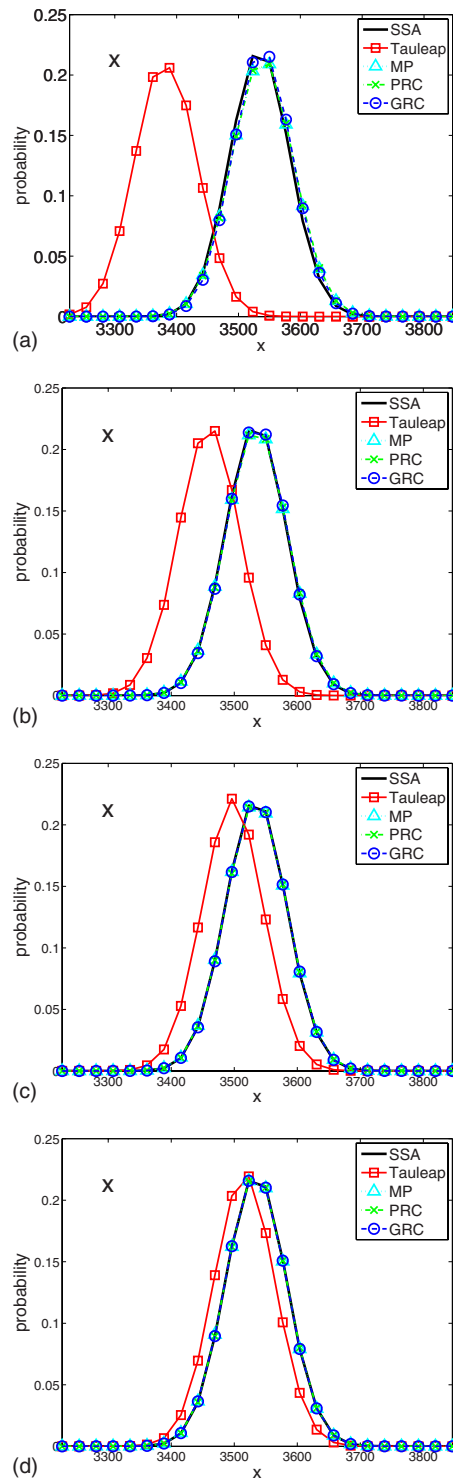 0.25
0.2
0.15
0.1
0.05
0
probability
X
SSA
Tauleap
MP
PRC
GRC
0 3300 3400 3500 3600 3700 3800
x
(a)
0.25
0.2
0.15
0.1
0.05
0
probability
X
SSA
Tauleap
MP
PRC
GRC
3300 3400 3500 3600 3700 3800
x
(b)
0.25
0.2
0.15
0.1
0.05
0
probability
X
SSA
Tauleap
MP
PRC
GRC
3300 3400 3500 3600 3700 3800
x
(c)
0.25
0.2
0.15
0.1
0.05
0
probability
X
SSA
Tauleap
MP
PRC
GRC
3300 3400 3500 3600 3700 3800
x
(d)